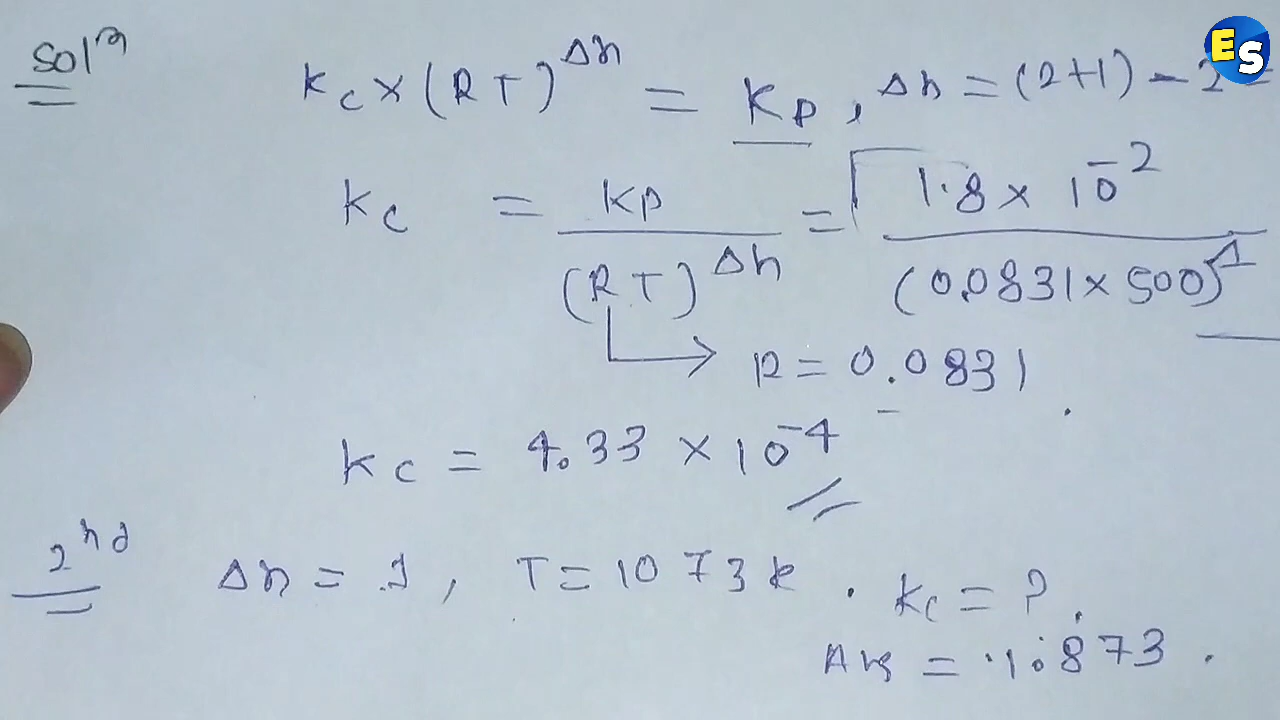 ES
Solⁿ
Kc × (RT)^Δn = Kp, Δn = (2+1) - 2 =
Kc = Kp / (RT)^Δn = 1.8 × 10^-2 / (0.0831 × 500)^1
R = 0.0831
Kc = 4.33 × 10^-4
2nd Δn = 1, T = 1073 K. Kc = ?
Ans = 1.873.